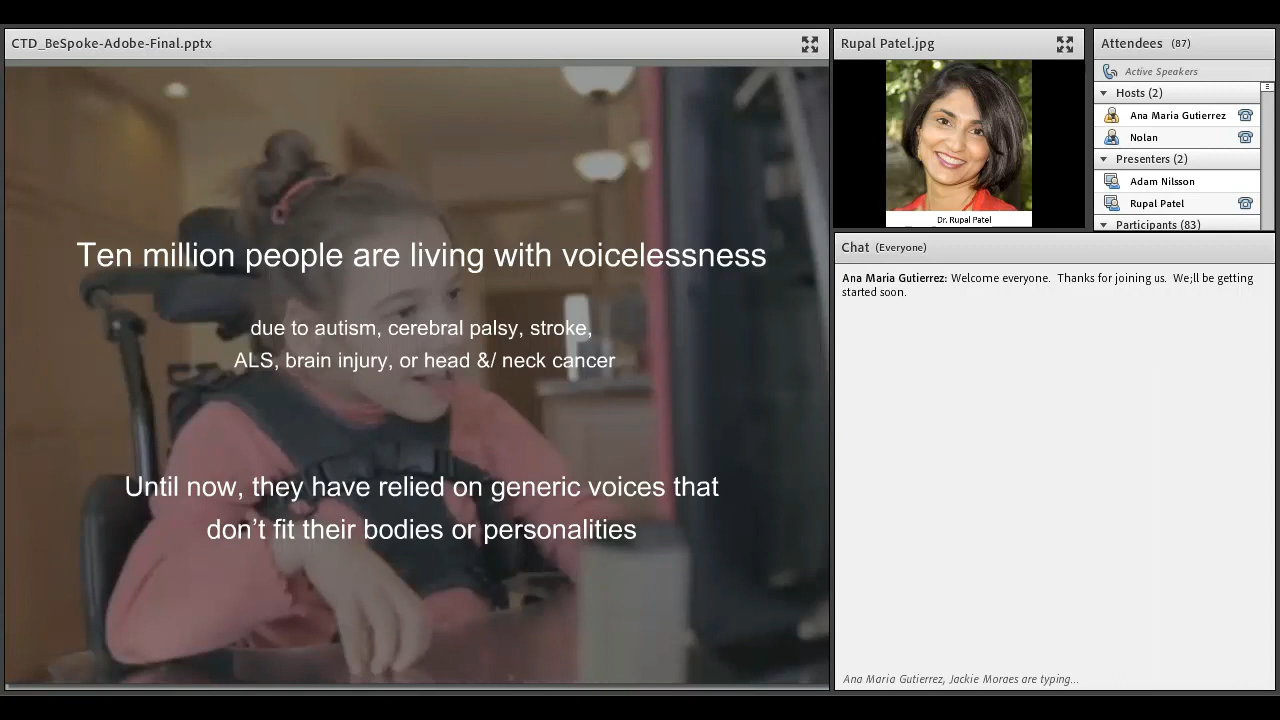 CTD_BeSpoke-Adobe-Final.pptx
Ten million people are living with voicelessness
due to autism, cerebral palsy, stroke,
ALS, brain injury, or head &/ neck cancer
Until now, they have relied on generic voices that
don’t fit their bodies or personalities
Rupal Patel.jpg
Dr. Rupal Patel
Attendees (87)
Active Speakers
Hosts (2)
Ana Maria Gutierrez
Nolan
Presenters (2)
Adam Nilsson
Rupal Patel
Participants (83)
Chat (Everyone)
Ana Maria Gutierrez: Welcome everyone. Thanks for joining us. We;ll be getting
started soon.
Ana Maria Gutierrez, Jackie Moraes are typing...